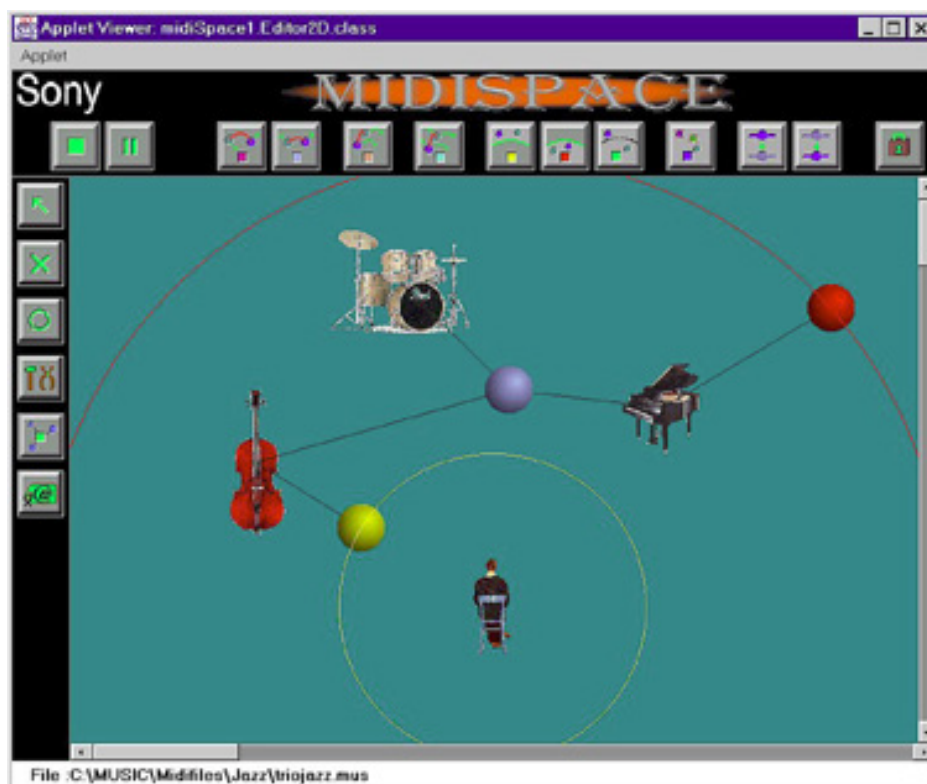 Applet Viewer: midiSpace1.Editor2D.class
Applet
Sony
MIDISPACE
File :C:\MUSIC\Midifiles\Jazz\triojazz.mus